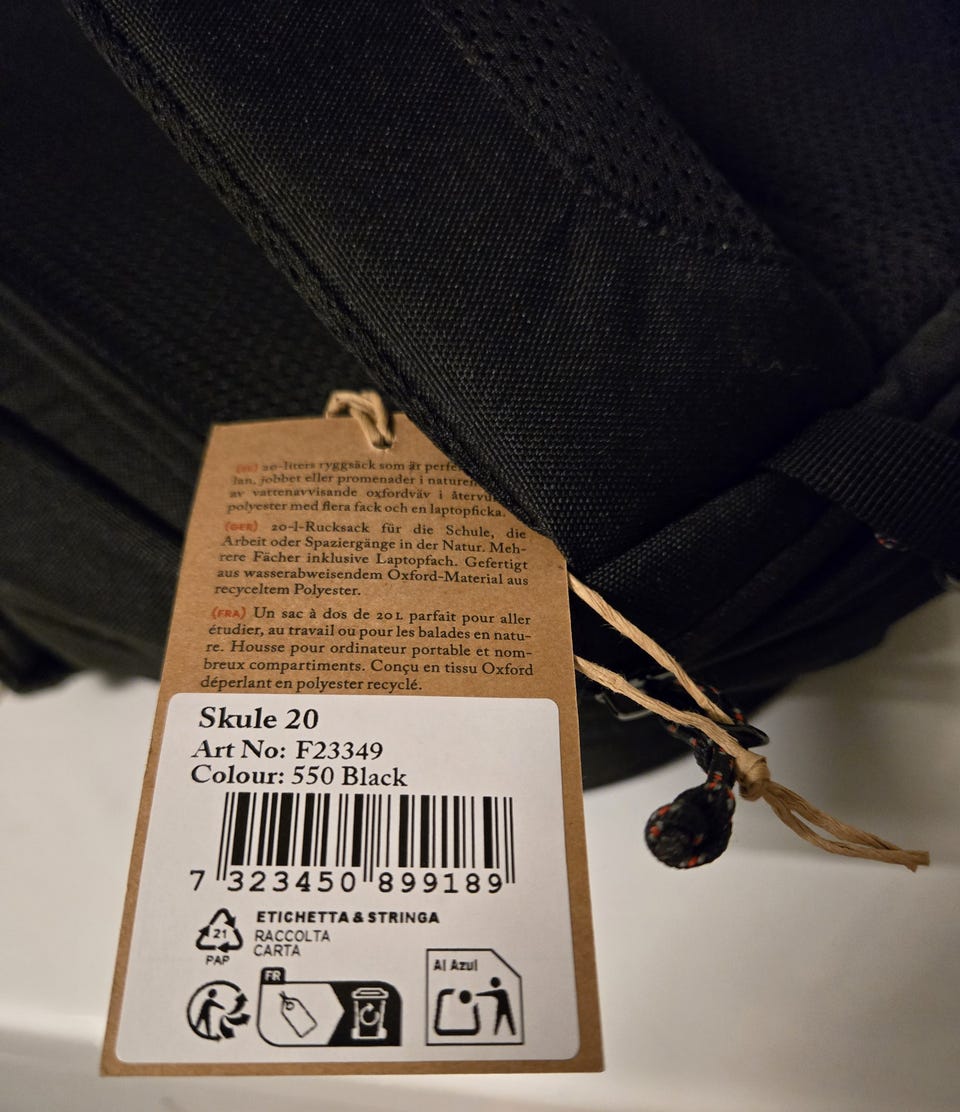 (SE) 20-liters ryggsäck som är
lan, jobbet eller promenader i naturen
av vattenavvisande oxfordväv i
polyester med flera fack och en laptopficka.
(GER) 20-l-Rucksack für die Schule, die
Arbeit oder Spaziergänge in der Natur. Meh-
rere Fächer inklusive Laptopfach. Gefertigt
aus wasserabweisendem Oxford-Material aus
recyceltem Polyester.
(FRA) Un sac à dos de 20 L parfait pour aller
étudier, au travail ou pour les balades en natu-
re. Housse pour ordinateur portable et nom-
breux compartiments. Conçu en tissu Oxford
déperlant en polyester recyclé.
Skule 20
Art No: F23349
Colour: 550 Black
7 323450 899189
21
PAP
ETICHETTA & STRINGA
RACCOLTA
CARTA
FR
Al Azul